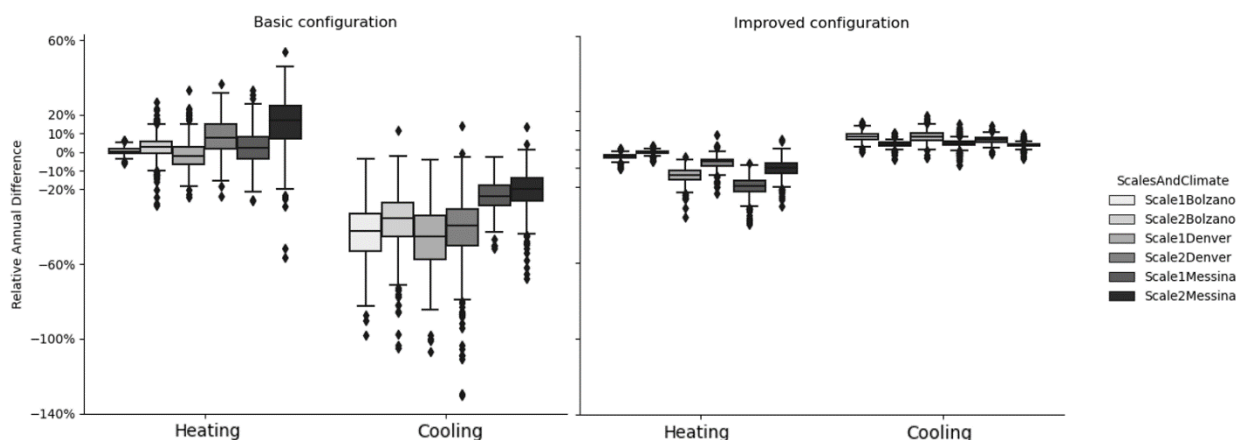 Basic configuration
Improved configuration
60%
20%
10%
0%
−10%
−20%
−60%
−100%
−140%
Relative Annual Difference
Heating
Cooling
Heating
Cooling
ScalesAndClimate
Scale1Bolzano
Scale2Bolzano
Scale1Denver
Scale2Denver
Scale1Messina
Scale2Messina